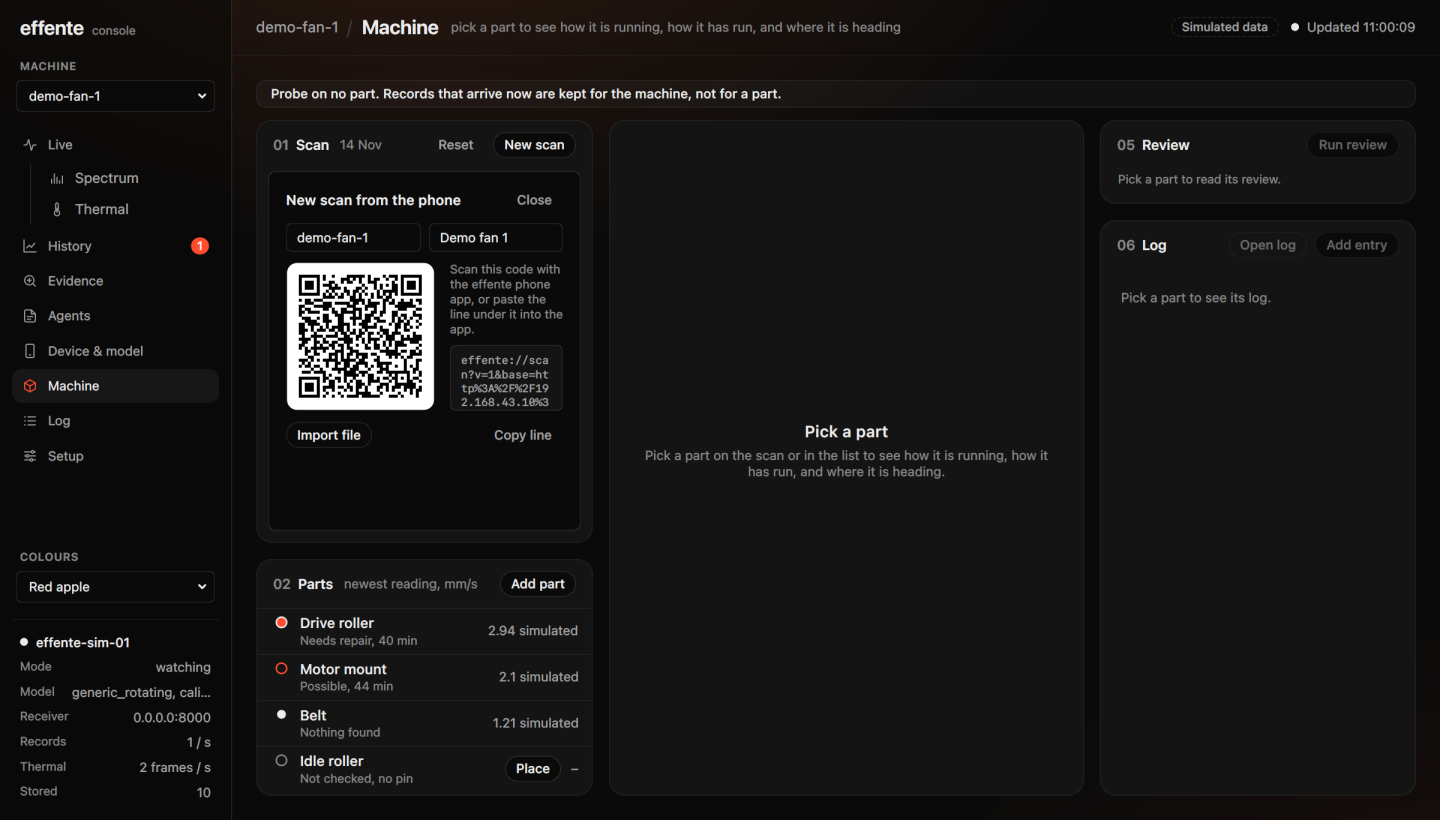 effente console
MACHINE
demo-fan-1
Live
Spectrum
Thermal
History 1
Evidence
Agents
Device & model
Machine
Log
Setup
COLOURS
Red apple
effente-sim-01
Mode watching
Model generic_rotating, cali...
Receiver 0.0.0.0:8000
Records 1 / s
Thermal 2 frames / s
Stored 10
demo-fan-1 / Machine pick a part to see how it is running, how it has run, and where it is heading
Simulated data Updated 11:00:09
Probe on no part. Records that arrive now are kept for the machine, not for a part.
01 Scan 14 Nov Reset New scan
New scan from the phone Close
demo-fan-1 Demo fan 1
Scan this code with
the effente phone
app, or paste the
line under it into the
app.
effente://sca
n?v=1&base=ht
tp%3A%2F%2F19
2.168.43.10%3
Import file Copy line
02 Parts newest reading, mm/s Add part
Drive roller 2.94 simulated
Needs repair, 40 min
Motor mount 2.1 simulated
Possible, 44 min
Belt 1.21 simulated
Nothing found
Idle roller Place –
Not checked, no pin
Pick a part
Pick a part on the scan or in the list to see how it is running, how it
has run, and where it is heading.
05 Review Run review
Pick a part to read its review.
06 Log Open log Add entry
Pick a part to see its log.